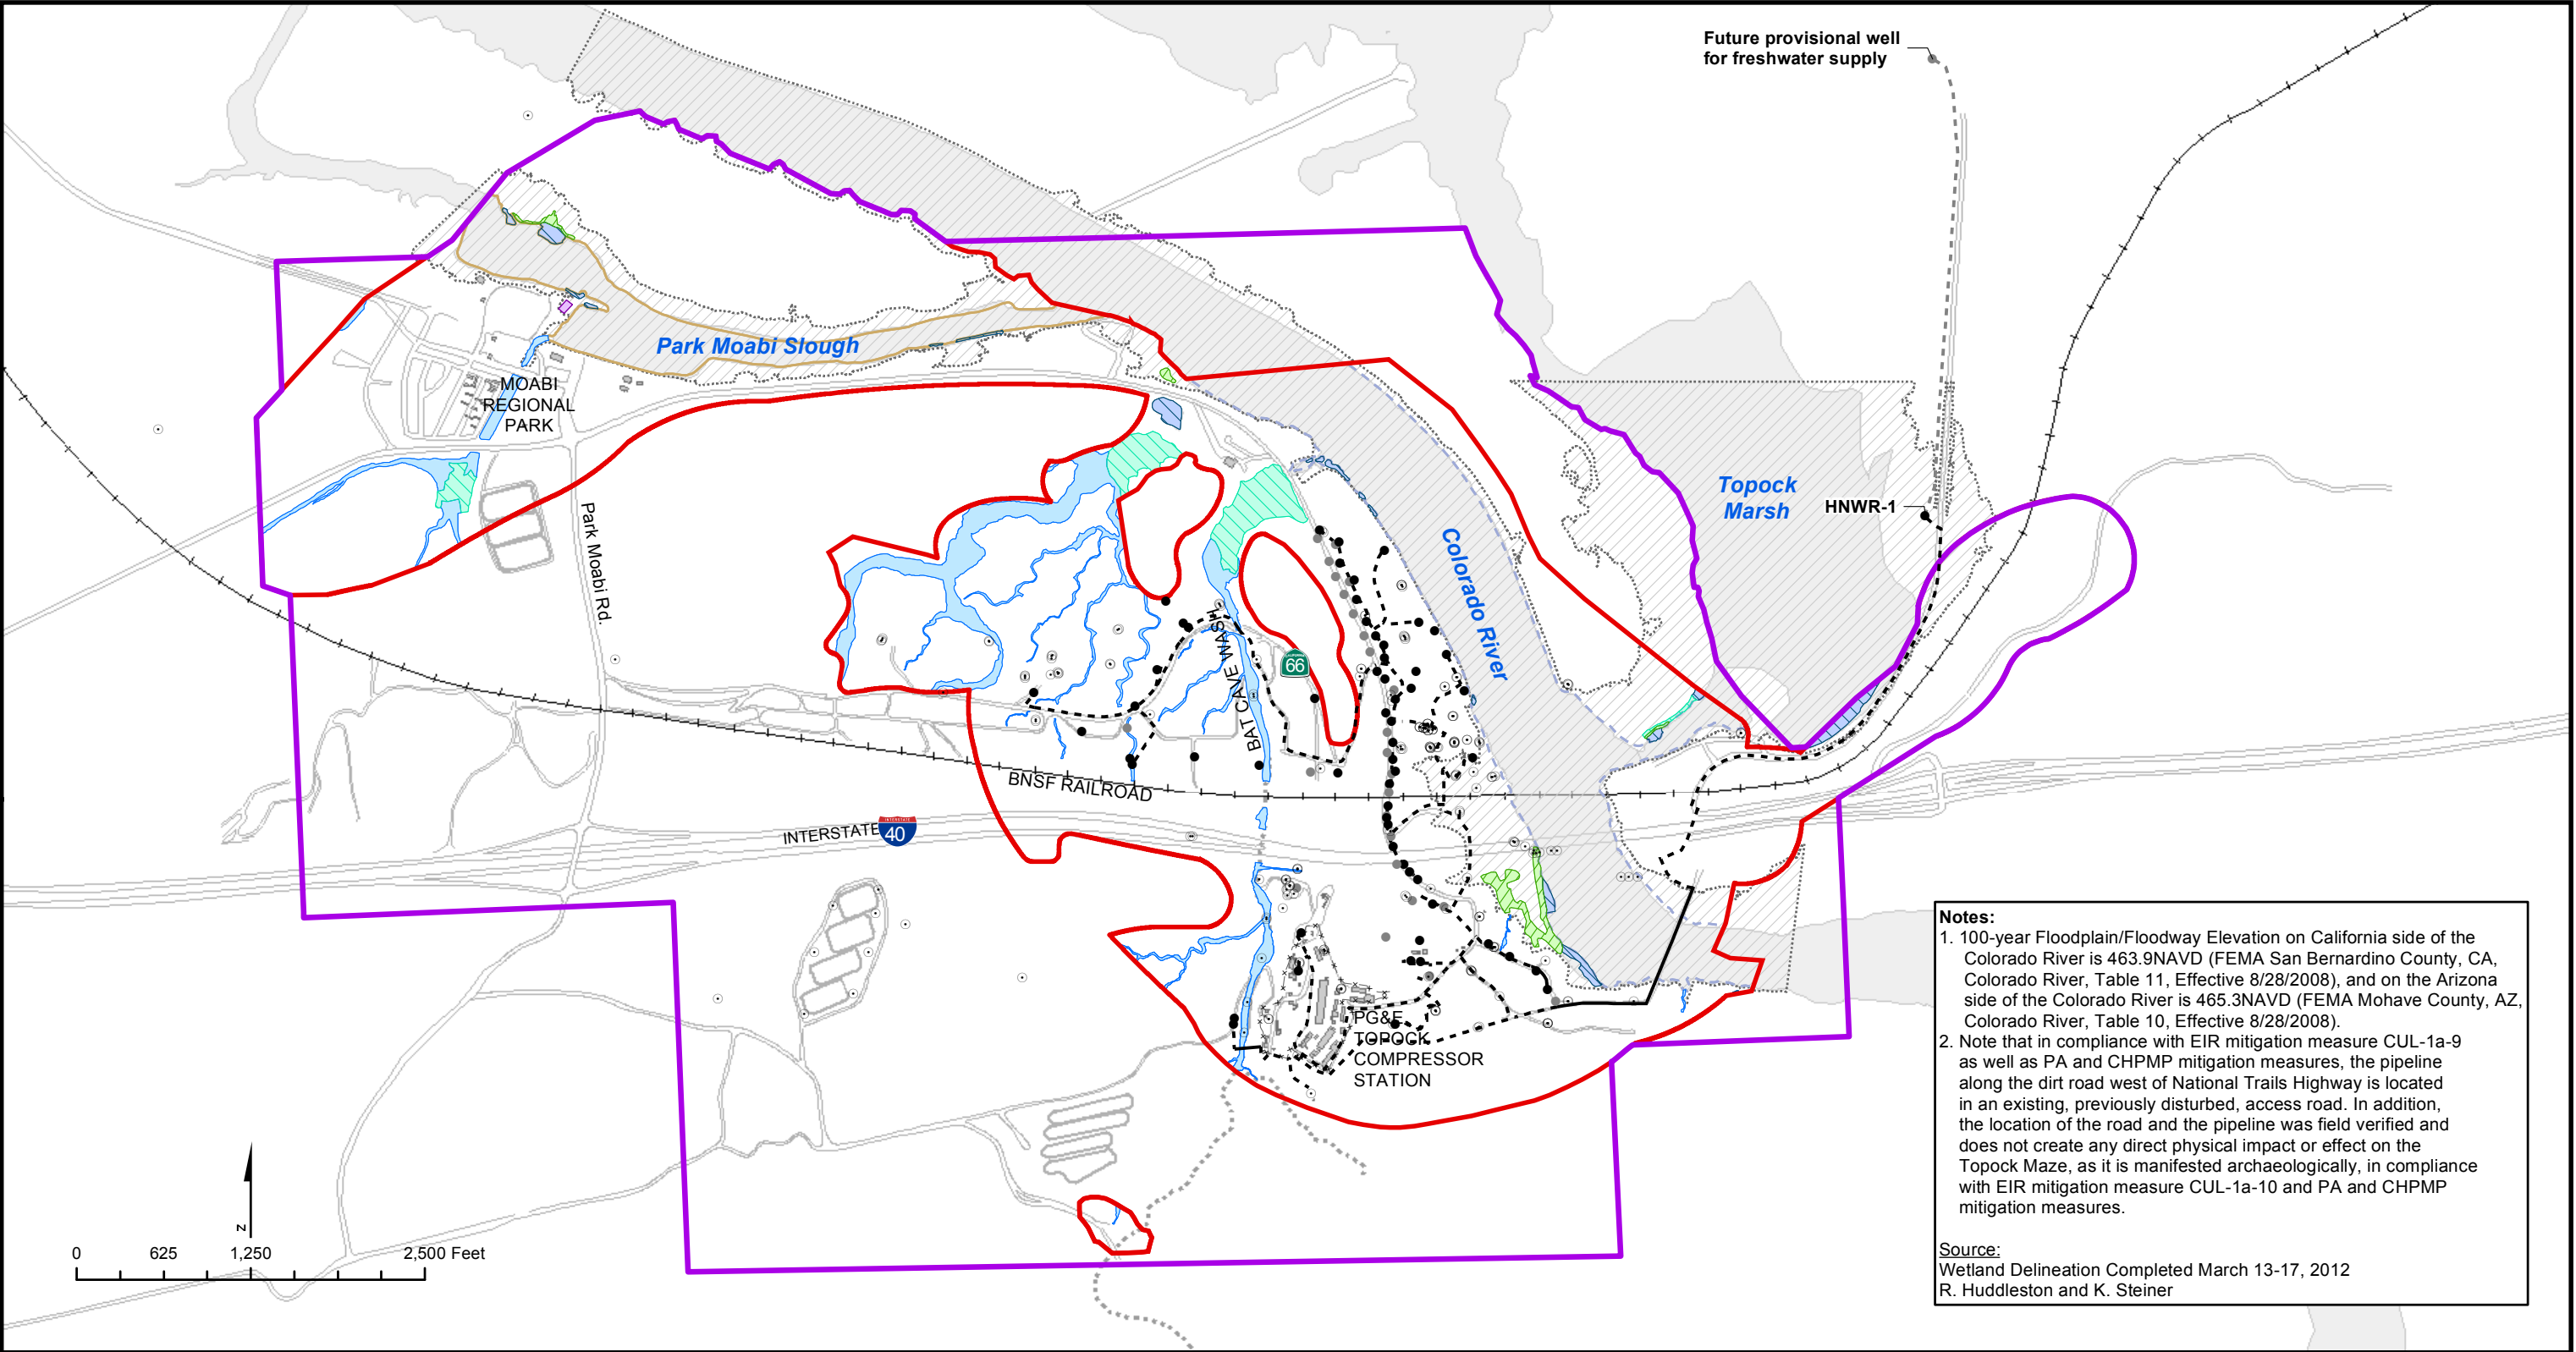 Future provisional well
for freshwater supply
Park Moabi Slough
MOABI
REGIONAL
PARK
Topock
Marsh
HNWR-1
Park Moabi Rd.
Colorado River
BAT CAVE WASH
CALIFORNIA
66
BNSF RAILROAD
INTERSTATE
INTERSTATE
40
PG&E
TOPOCK
COMPRESSOR
STATION
N
0 625 1,250 2,500 Feet
Notes:
1. 100-year Floodplain/Floodway Elevation on California side of the
Colorado River is 463.9NAVD (FEMA San Bernardino County, CA,
Colorado River, Table 11, Effective 8/28/2008), and on the Arizona
side of the Colorado River is 465.3NAVD (FEMA Mohave County, AZ,
Colorado River, Table 10, Effective 8/28/2008).
2. Note that in compliance with EIR mitigation measure CUL-1a-9
as well as PA and CHPMP mitigation measures, the pipeline
along the dirt road west of National Trails Highway is located
in an existing, previously disturbed, access road. In addition,
the location of the road and the pipeline was field verified and
does not create any direct physical impact or effect on the
Topock Maze, as it is manifested archaeologically, in compliance
with EIR mitigation measure CUL-1a-10 and PA and CHPMP
mitigation measures.
Source:
Wetland Delineation Completed March 13-17, 2012
R. Huddleston and K. Steiner